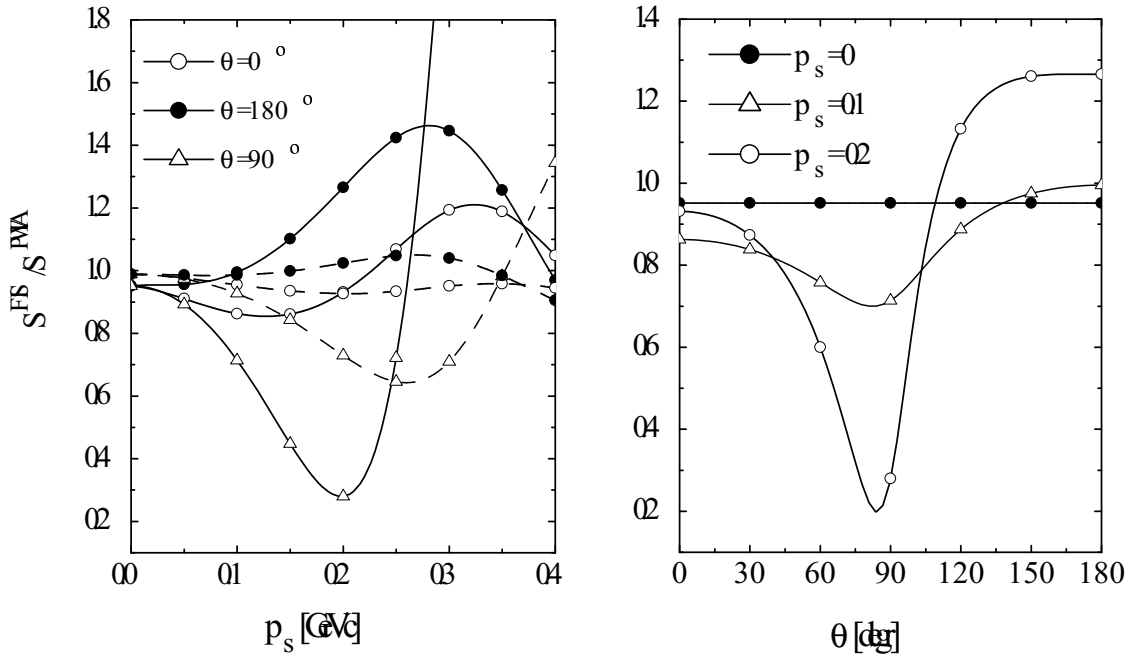 1.8
1.6
1.4
1.2
1.0
0.8
0.6
0.4
0.2
0.0 0.1 0.2 0.3 0.4
S^FSI /S^PWIA
p_s [GeV/c]
θ=0 °
θ=180 °
θ=90 °
1.4
1.2
1.0
0.8
0.6
0.4
0.2
0 30 60 90 120 150 180
θ [degr]
p_s=0
p_s=0.1
p_s=0.2